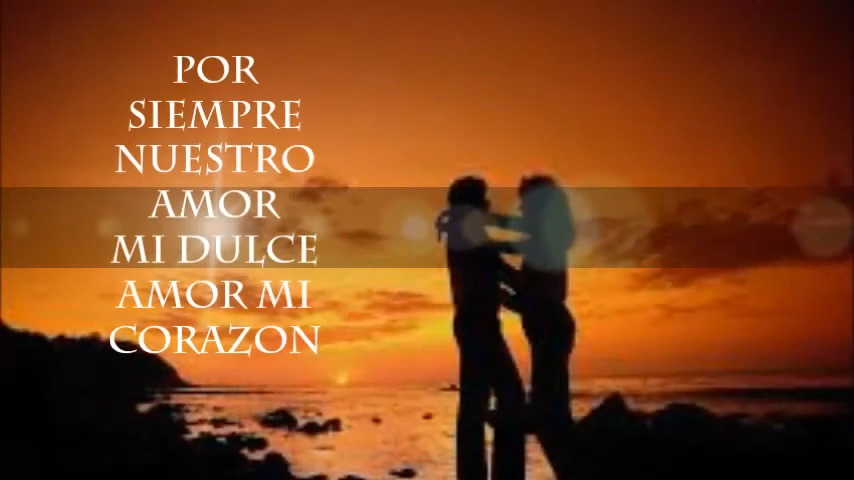 POR
SIEMPRE
NUESTRO
AMOR
MI DULCE
AMOR MI
CORAZON